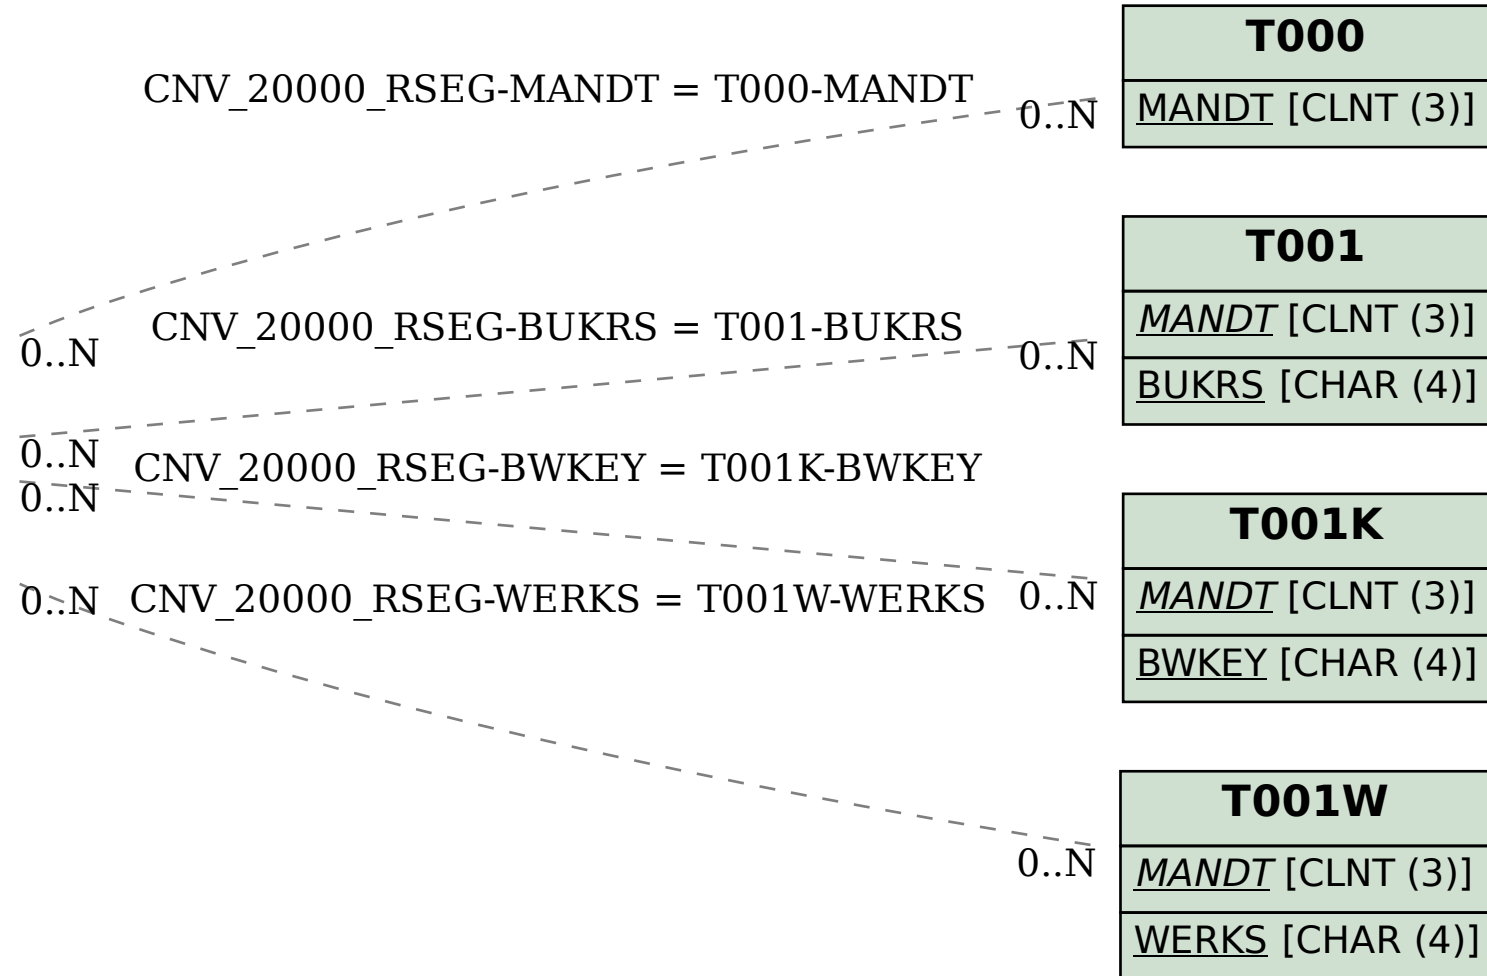 T000
CNV_20000_RSEG-MANDT = T000-MANDT
0..N
MANDT [CLNT (3)]
T001
MANDT [CLNT (3)]
CNV_20000_RSEG-BUKRS = T001-BUKRS
0..N
0..N
BUKRS [CHAR (4)]
0..N
CNV_20000_RSEG-BWKEY = T001K-BWKEY
0..N
T001K
0..N
CNV_20000_RSEG-WERKS = T001W-WERKS
0..N
MANDT [CLNT (3)]
BWKEY [CHAR (4)]
T001W
0..N
MANDT [CLNT (3)]
WERKS [CHAR (4)]